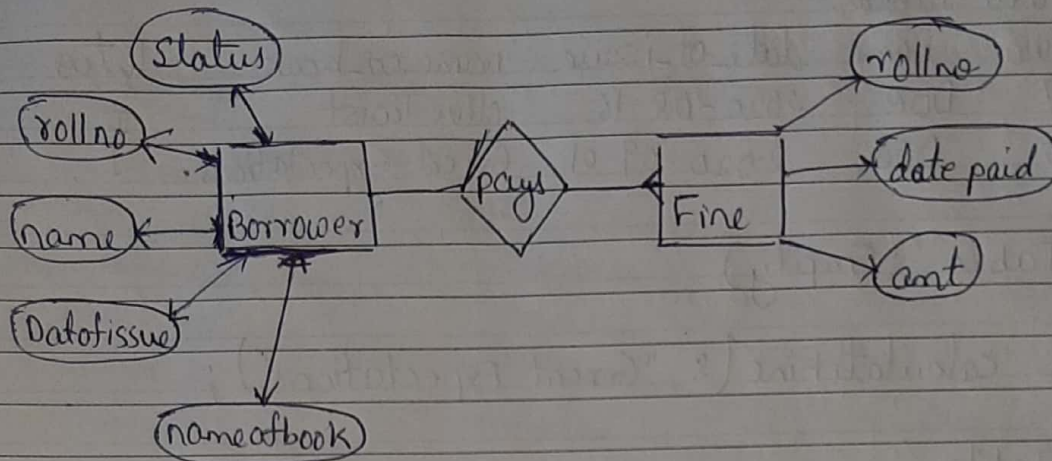 Status
rollno
rollno
pays
date paid
name
Borrower
Fine
amt
Datofissue
nameofbook